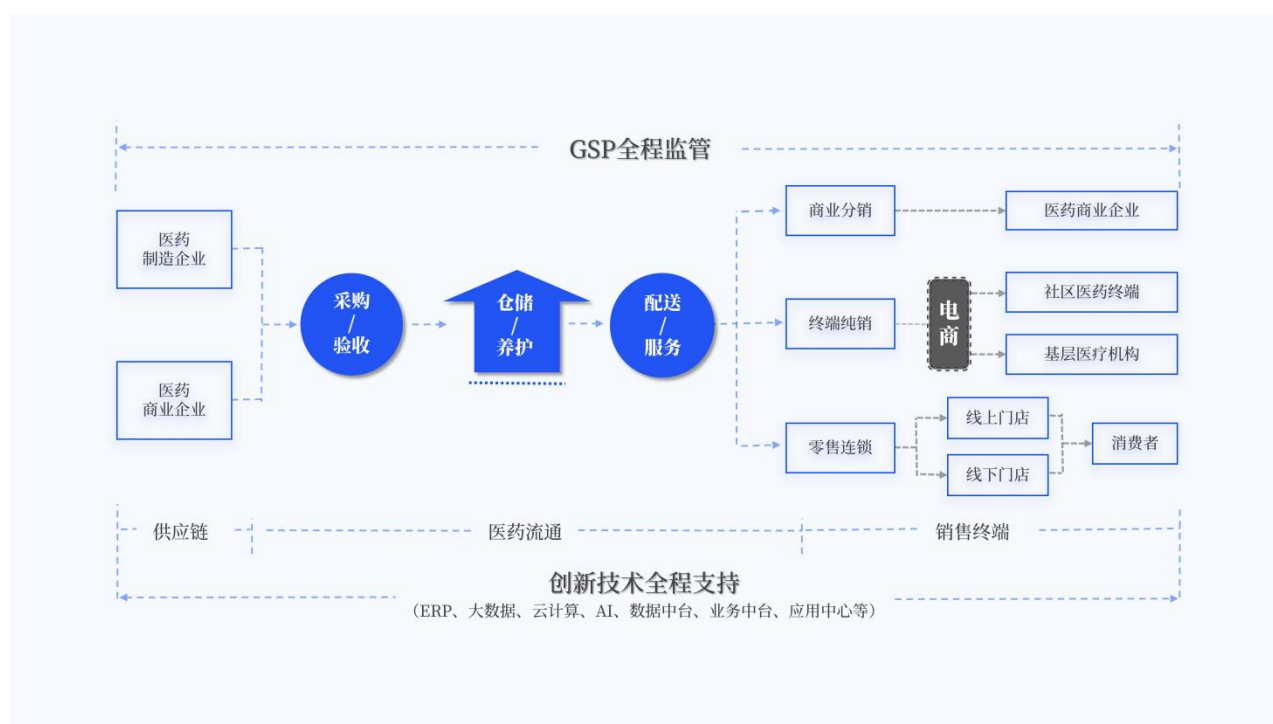 GSP全程监管
医药
制造企业
医药
商业企业
采购
/
验收
仓储
/
养护
配送
/
服务
商业分销
医药商业企业
终端纯销
电
商
社区医药终端
基层医疗机构
零售连锁
线上门店
线下门店
消费者
供应链
医药流通
销售终端
创新技术全程支持
（ERP、大数据、云计算、AI、数据中台、业务中台、应用中心等）